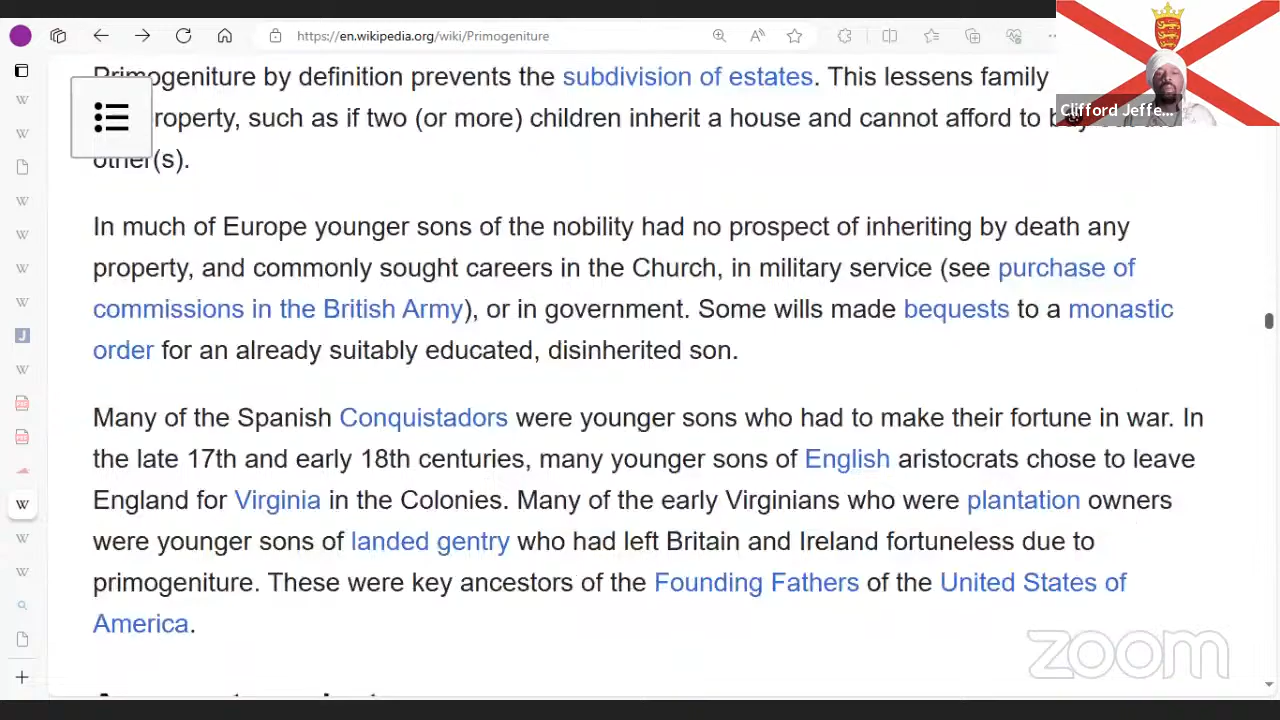 https://en.wikipedia.org/wiki/Primogeniture
Primogeniture by definition prevents the subdivision of estates. This lessens family
property, such as if two (or more) children inherit a house and cannot afford to
other(s).
In much of Europe younger sons of the nobility had no prospect of inheriting by death any
property, and commonly sought careers in the Church, in military service (see purchase of
commissions in the British Army), or in government. Some wills made bequests to a monastic
order for an already suitably educated, disinherited son.
Many of the Spanish Conquistadors were younger sons who had to make their fortune in war. In
the late 17th and early 18th centuries, many younger sons of English aristocrats chose to leave
England for Virginia in the Colonies. Many of the early Virginians who were plantation owners
were younger sons of landed gentry who had left Britain and Ireland fortuneless due to
primogeniture. These were key ancestors of the Founding Fathers of the United States of
America.
Clifford Jeffe...
zoom